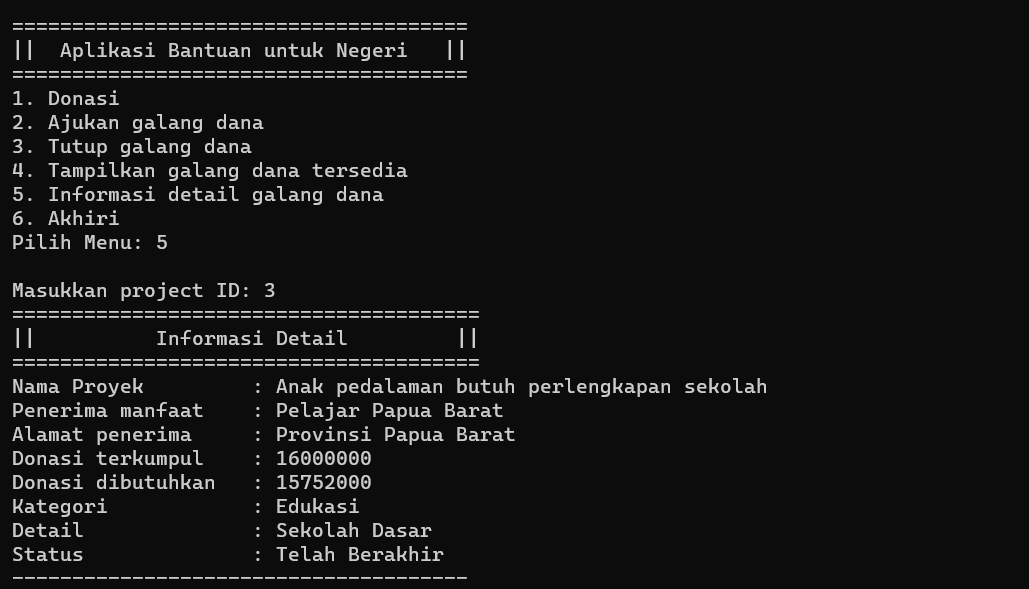 ======================================
||  Aplikasi Bantuan untuk Negeri   ||
======================================
1. Donasi
2. Ajukan galang dana
3. Tutup galang dana
4. Tampilkan galang dana tersedia
5. Informasi detail galang dana
6. Akhiri
Pilih Menu: 5

Masukkan project ID: 3
=======================================
||          Informasi Detail         ||
=======================================
Nama Proyek         : Anak pedalaman butuh perlengkapan sekolah
Penerima manfaat    : Pelajar Papua Barat
Alamat penerima     : Provinsi Papua Barat
Donasi terkumpul    : 16000000
Donasi dibutuhkan   : 15752000
Kategori            : Edukasi
Detail              : Sekolah Dasar
Status              : Telah Berakhir
--------------------------------------